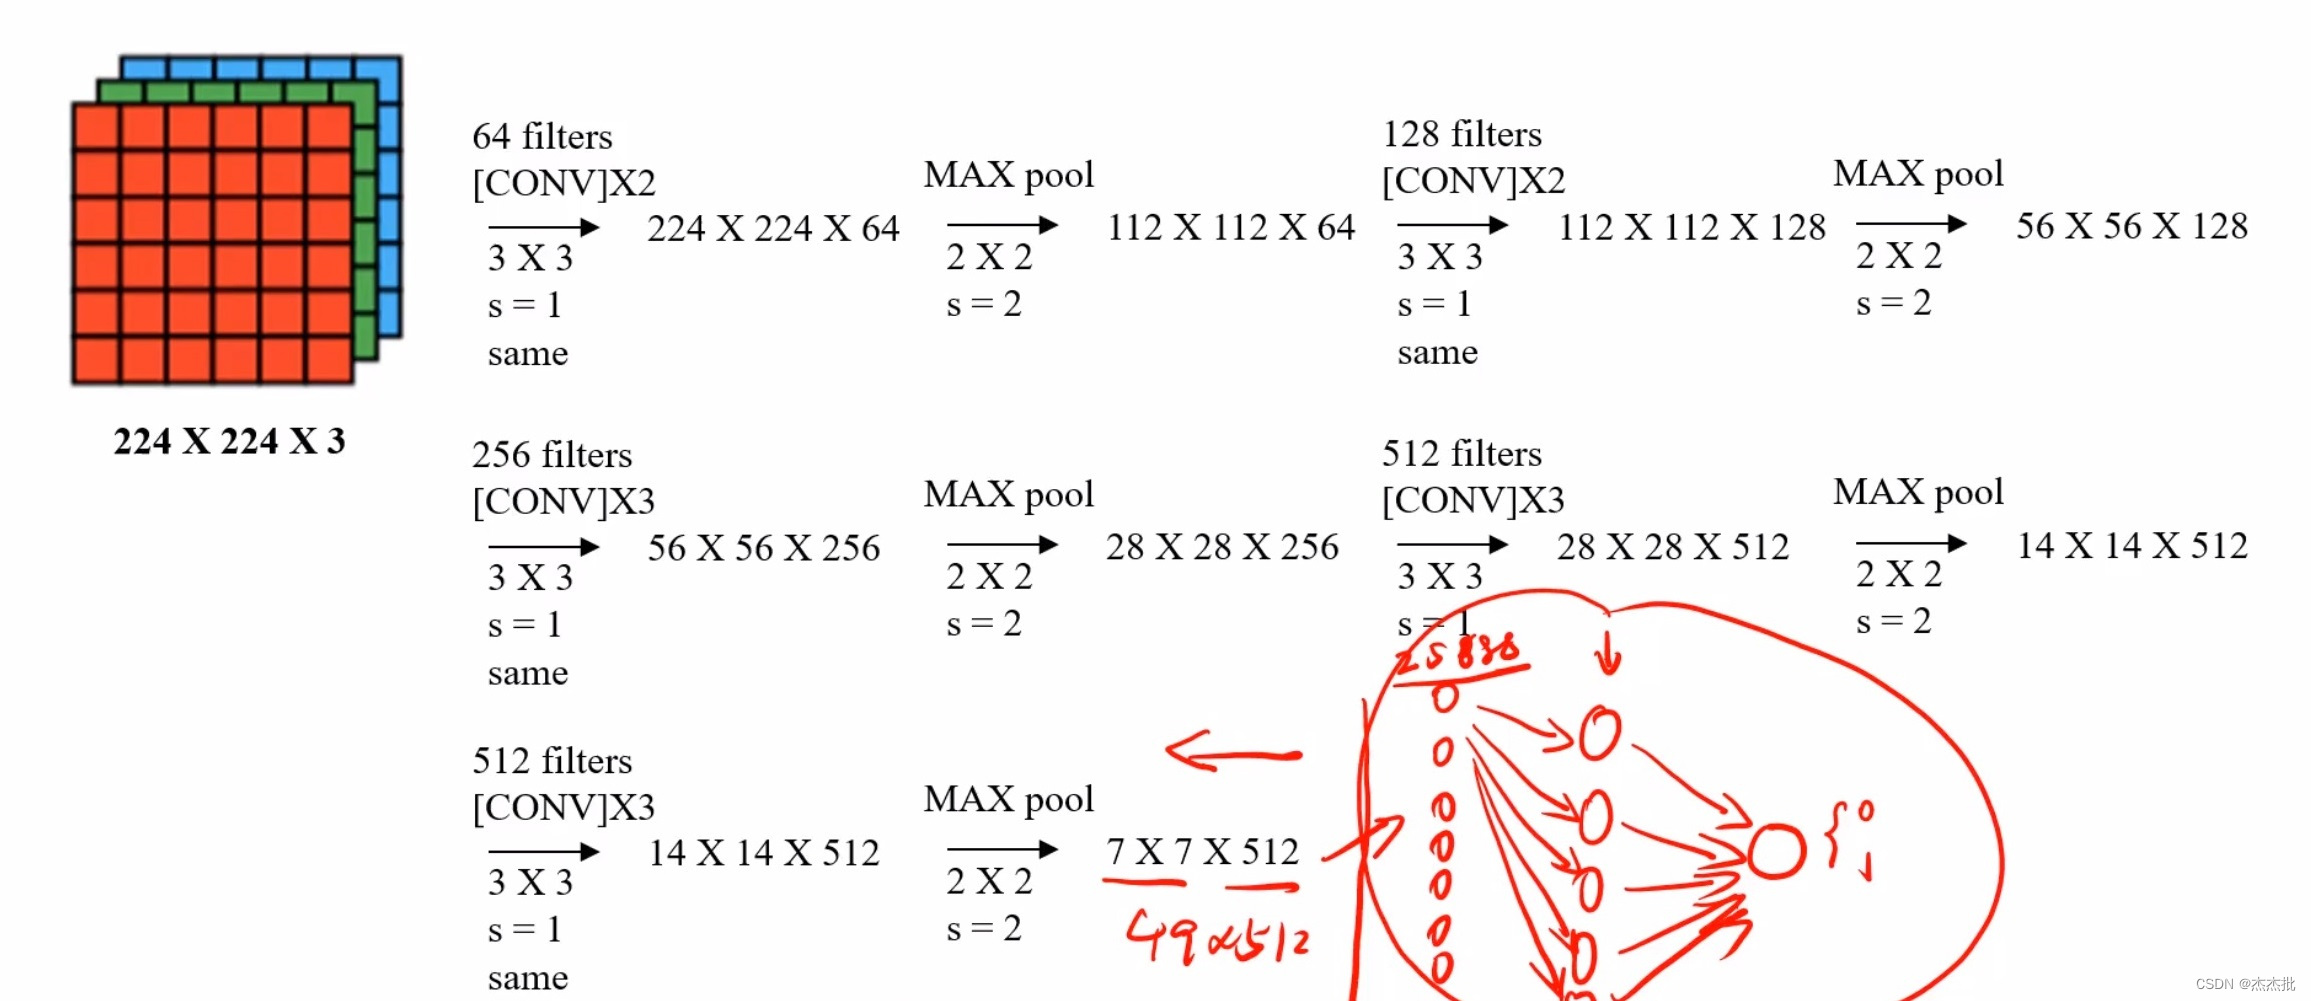 64 filters
[CONV]X2
3 X 3
s = 1
same
224 X 224 X 64
MAX pool
2 X 2
s = 2
112 X 112 X 64
128 filters
[CONV]X2
3 X 3
s = 1
same
112 X 112 X 128
MAX pool
2 X 2
s = 2
56 X 56 X 128
224 X 224 X 3
256 filters
[CONV]X3
3 X 3
s = 1
same
56 X 56 X 256
MAX pool
2 X 2
s = 2
28 X 28 X 256
512 filters
[CONV]X3
3 X 3
s = 1
28 X 28 X 512
MAX pool
2 X 2
s = 2
14 X 14 X 512
512 filters
[CONV]X3
3 X 3
s = 1
same
14 X 14 X 512
MAX pool
2 X 2
s = 2
7 X 7 X 512
49x512
{0
1
CSDN @杰杰批